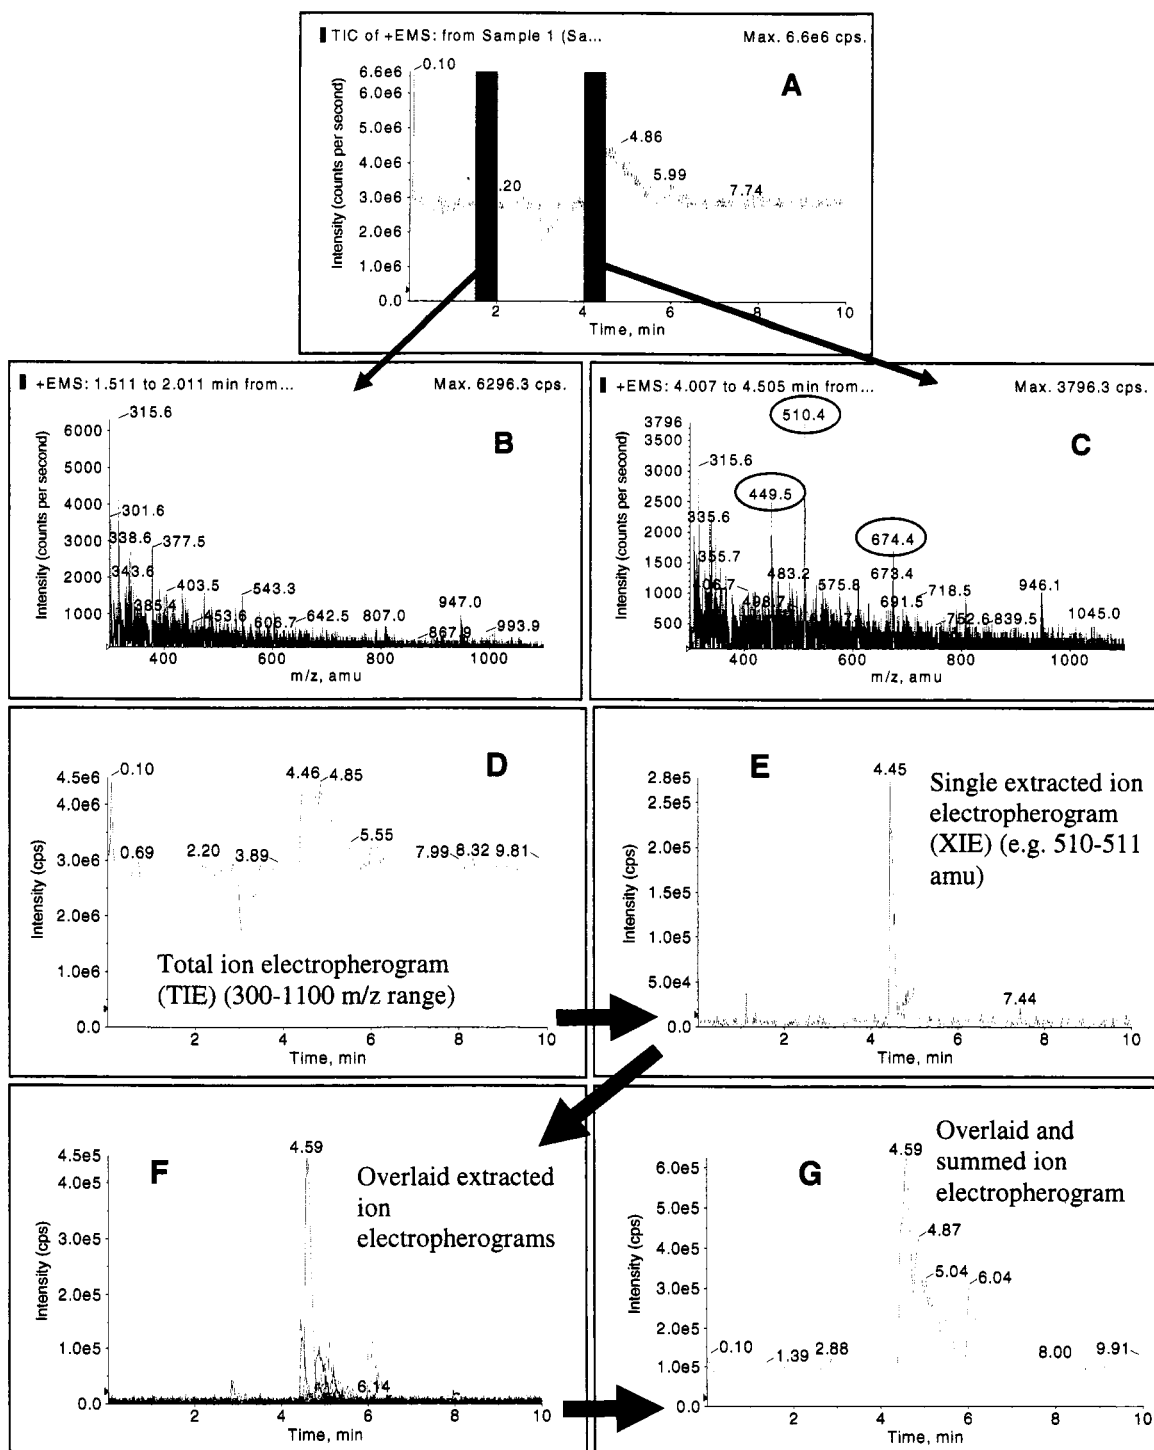 TIC of +EMS: from Sample 1 (Sa... Max. 6.6e6 cps.
A
Intensity (counts per second)
6.6e6
6.0e6
5.0e6
4.0e6
3.0e6
2.0e6
1.0e6
0.0
0.10
.20
4.86
5.99
7.74
2 4 6 8 10
Time, min
+EMS: 1.511 to 2.011 min from... Max. 6296.3 cps.
B
Intensity (counts per second)
6000
5000
4000
3000
2000
1000
315.6
301.6
338.6
377.5
343.6
403.5
385.4
453.6
543.3
606.7
642.5
807.0
867.9
947.0
993.9
400 600 800 1000
m/z, amu
+EMS: 4.007 to 4.505 min from... Max. 3796.3 cps.
C
Intensity (counts per second)
3796
3500
3000
2500
2000
1500
1000
500
510.4
315.6
449.5
335.6
674.4
355.7
483.2
673.4
406.7
498.7
575.8
691.5
718.5
752.6
839.5
946.1
1045.0
400 600 800 1000
m/z, amu
D
Intensity (cps)
4.5e6
4.0e6
3.0e6
2.0e6
1.0e6
0.0
0.10
0.69
2.20
3.89
4.46
4.85
5.55
7.99
8.32
9.81
Total ion electropherogram
(TIE) (300-1100 m/z range)
2 4 6 8 10
Time, min
E
Intensity (cps)
2.8e5
2.5e5
2.0e5
1.5e5
1.0e5
5.0e4
0.0
4.45
7.44
Single extracted ion
electropherogram
(XIE) (e.g. 510-511
amu)
2 4 6 8 10
Time, min
F
Intensity (cps)
4.5e5
4.0e5
3.0e5
2.0e5
1.0e5
0.0
4.59
6.14
Overlaid extracted
ion
electropherograms
2 4 6 8 10
Time, min
G
Intensity (cps)
6.0e5
5.0e5
4.0e5
3.0e5
2.0e5
1.0e5
0.0
0.10
1.39
2.88
4.59
4.87
5.04
6.04
8.00
9.91
Overlaid and
summed ion
electropherogram
2 4 6 8 10
Time, min